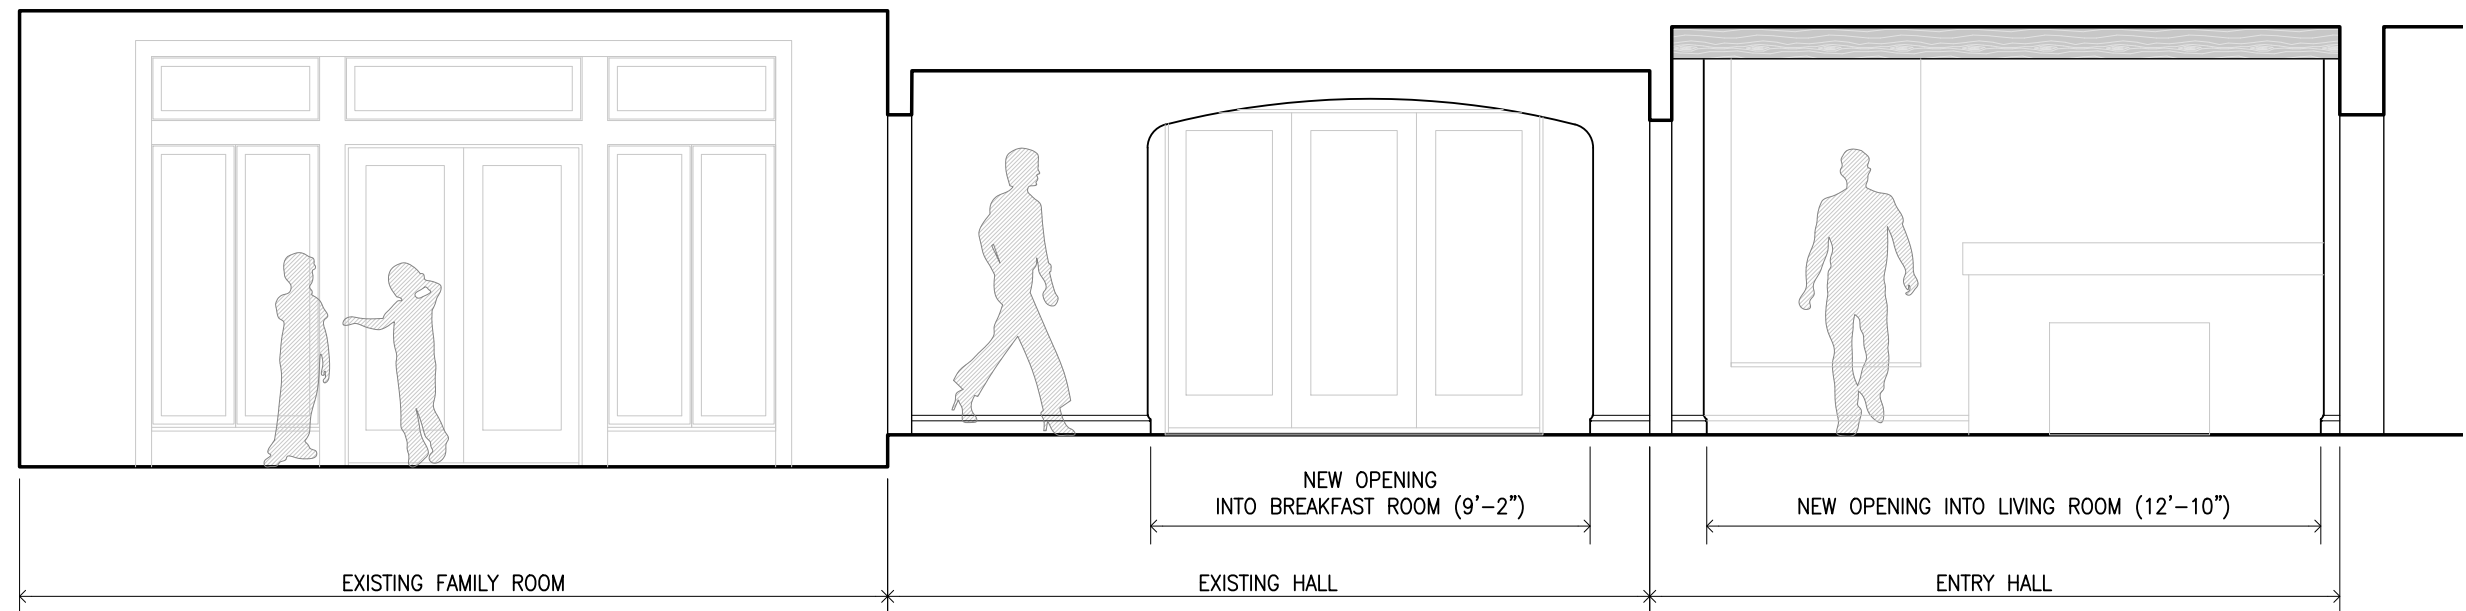 NEW OPENING
INTO BREAKFAST ROOM (9'-2")
NEW OPENING INTO LIVING ROOM (12'-10")
EXISTING FAMILY ROOM
EXISTING HALL
ENTRY HALL